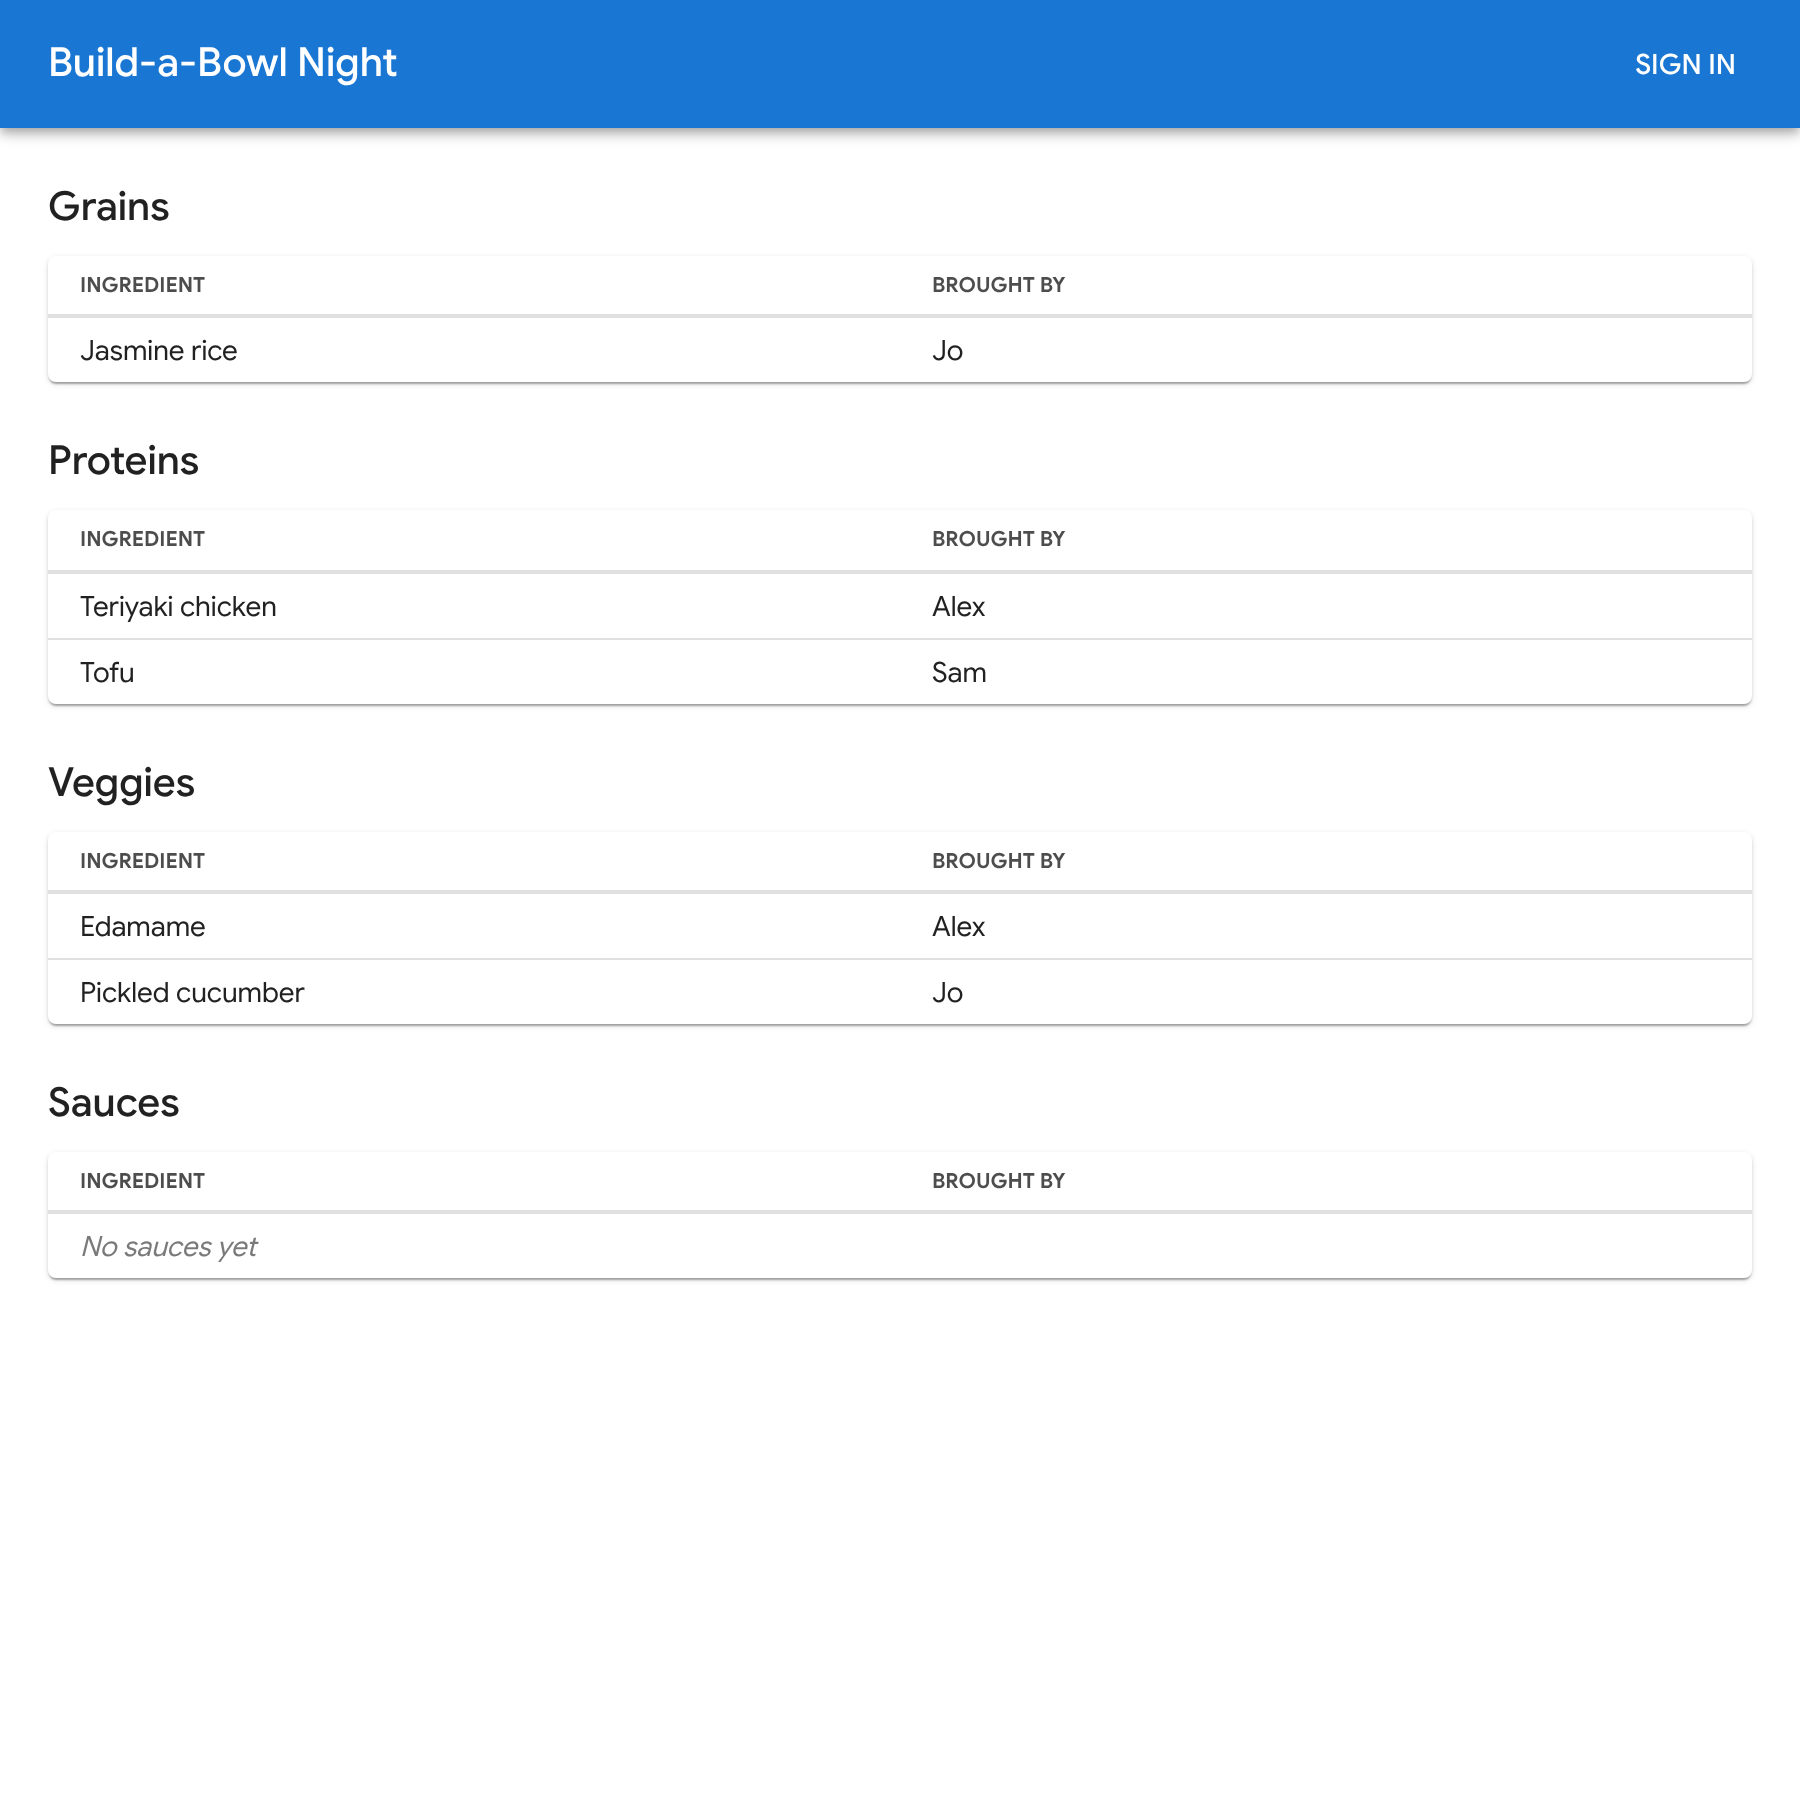 Build-a-Bowl Night SIGN IN
Grains
INGREDIENT BROUGHT BY
Jasmine rice Jo
Proteins
INGREDIENT BROUGHT BY
Teriyaki chicken Alex
Tofu Sam
Veggies
INGREDIENT BROUGHT BY
Edamame Alex
Pickled cucumber Jo
Sauces
INGREDIENT BROUGHT BY
No sauces yet